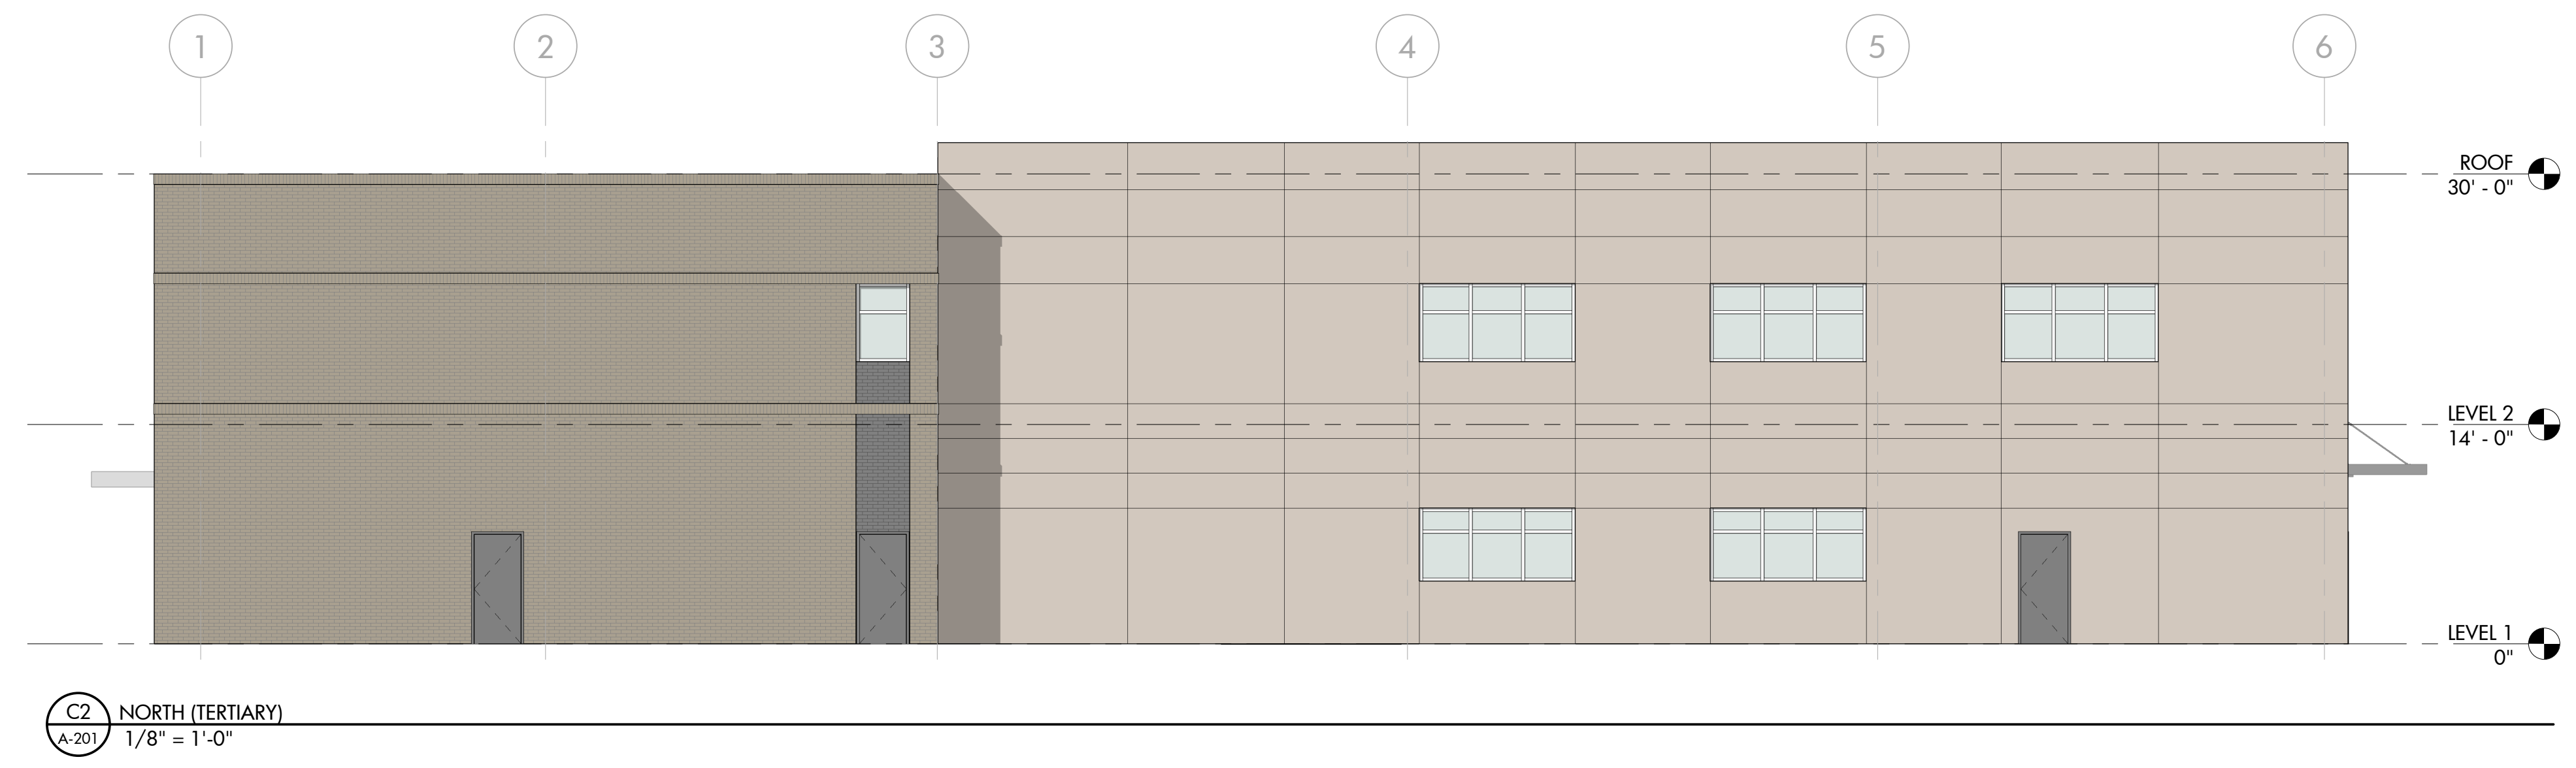 1
2
3
4
5
6
ROOF
30' - 0"
LEVEL 2
14' - 0"
LEVEL 1
0"
C2
A-201
NORTH (TERTIARY)
1/8" = 1'-0"